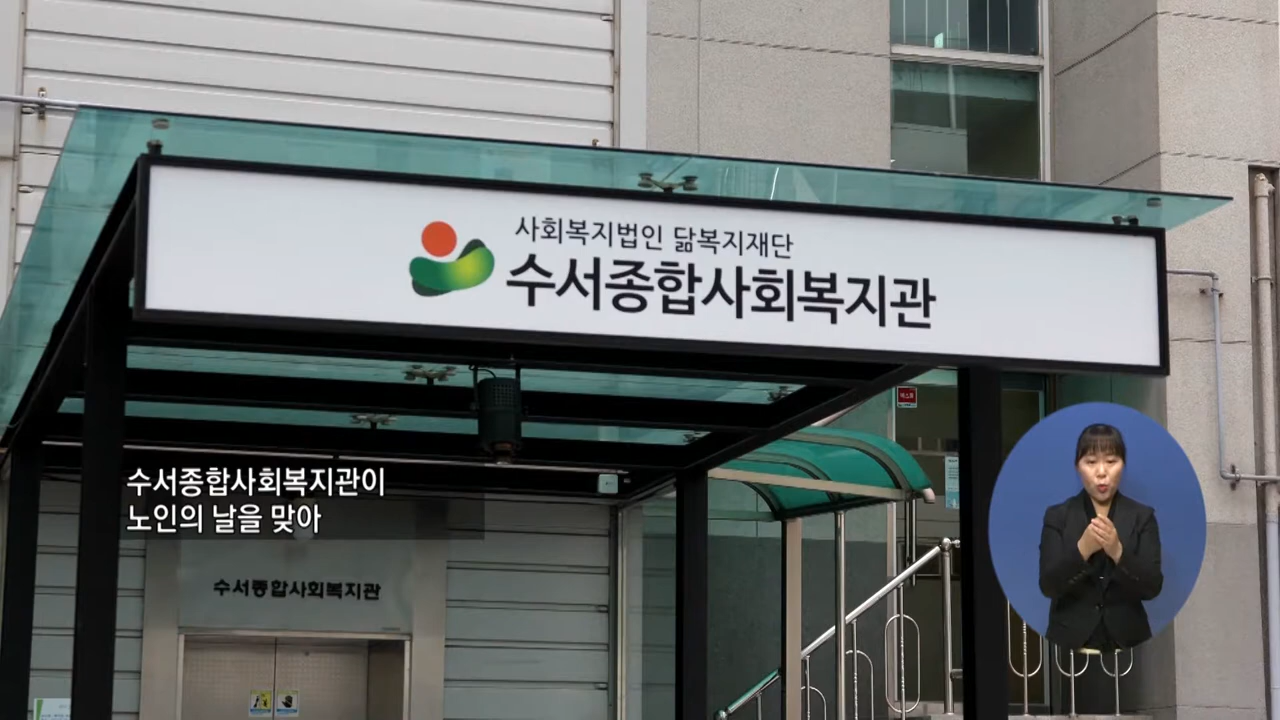 사회복지법인 닮복지재단
수서종합사회복지관
수서종합사회복지관이
노인의 날을 맞아
수서종합사회복지관